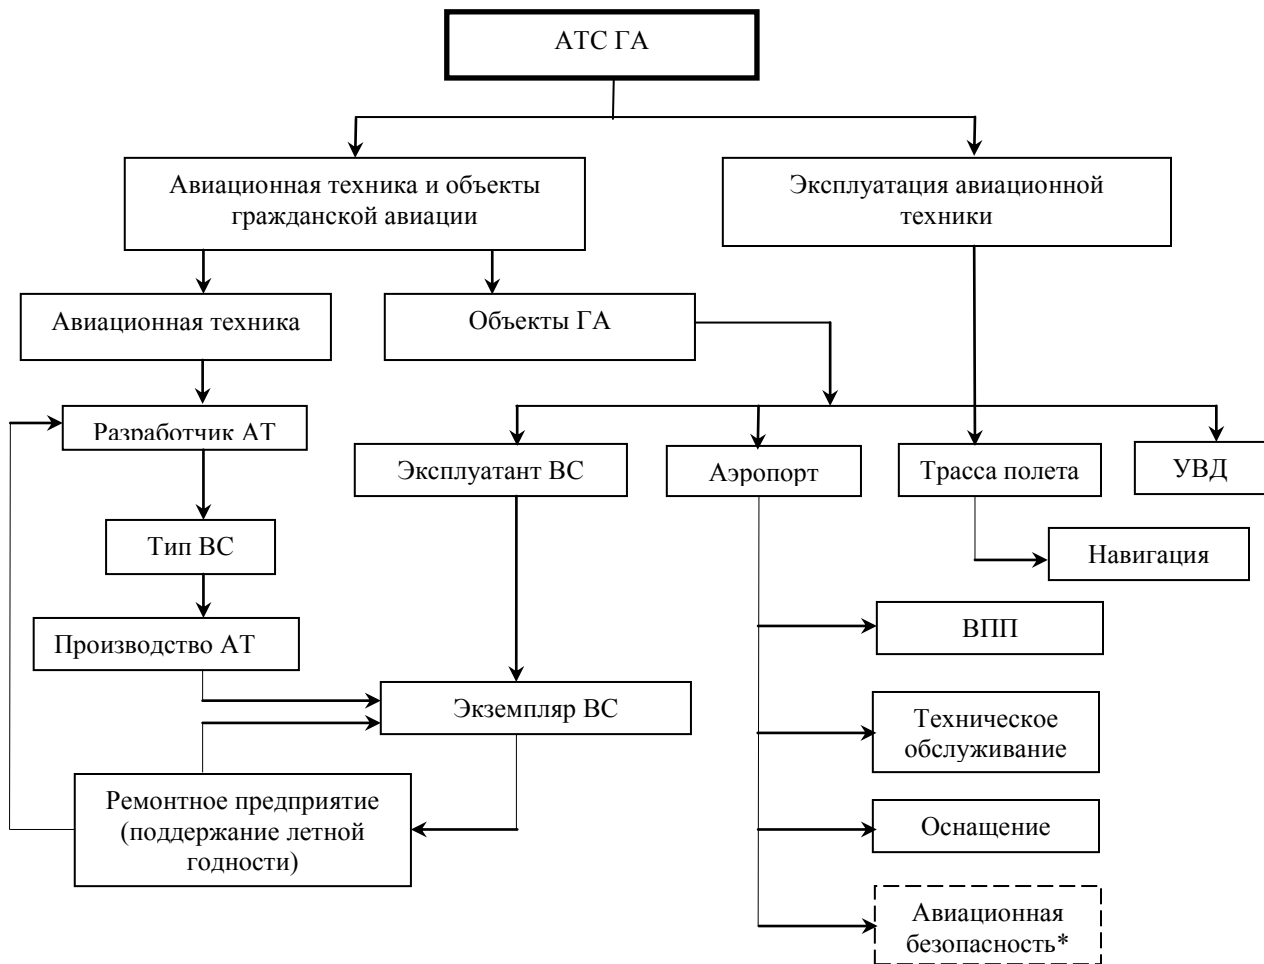 АТС ГА
Авиационная техника и объекты
гражданской авиации
Эксплуатация авиационной
техники
Авиационная техника
Объекты ГА
Разработчик АТ
Эксплуатант ВС
Аэропорт
Трасса полета
УВД
Тип ВС
Навигация
Производство АТ
ВПП
Экземпляр ВС
Техническое
обслуживание
Ремонтное предприятие
(поддержание летной
годности)
Оснащение
Авиационная
безопасность*